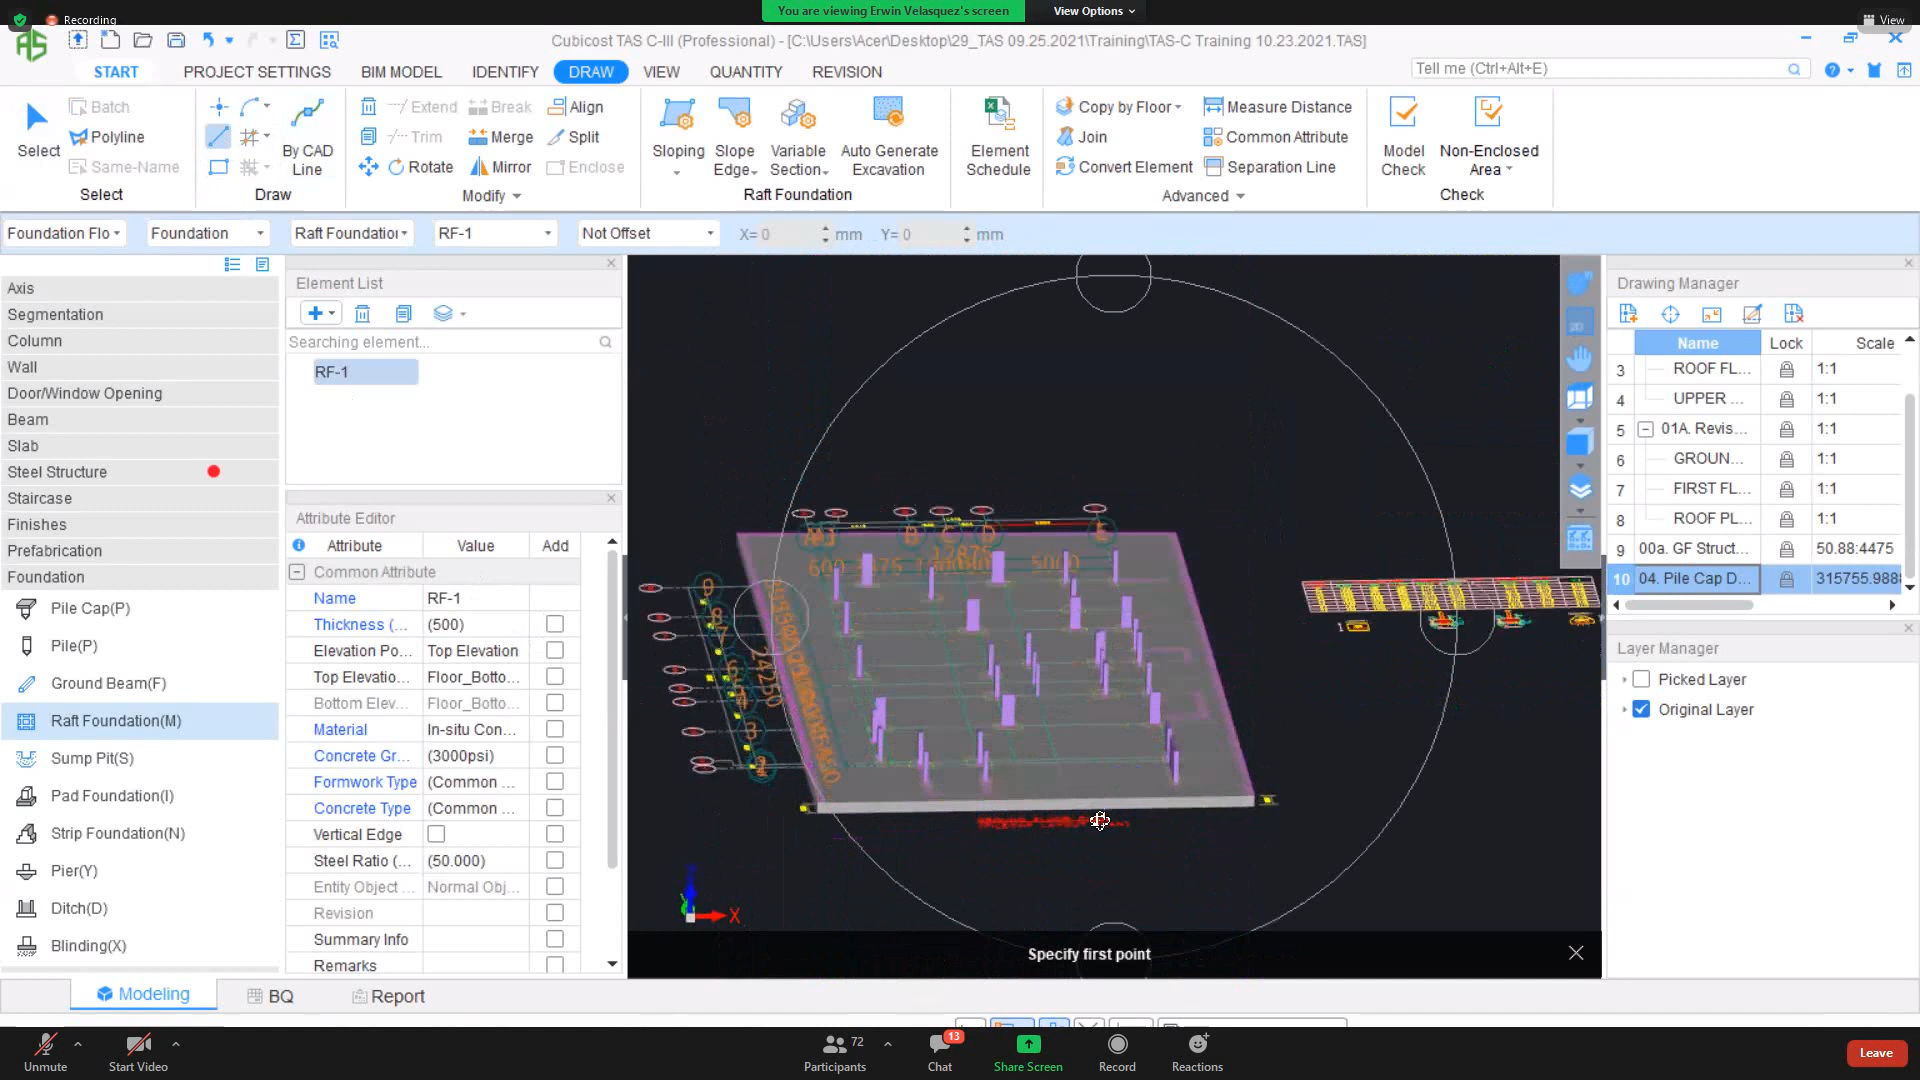 Recording
You are viewing Erwin Velasquez's screen
View Options
View
Cubicost TAS C-III (Professional) - [C:\Users\Acer\Desktop\29_TAS 09.25.2021\Training\TAS-C Training 10.23.2021.TAS]
START
PROJECT SETTINGS
BIM MODEL
IDENTIFY
DRAW
VIEW
QUANTITY
REVISION
Tell me (Ctrl+Alt+E)
Select
Batch
Polyline
Same-Name
Select
By CAD
Line
Draw
Extend
Break
Align
Trim
Merge
Split
Rotate
Mirror
Enclose
Modify
Sloping
Slope
Edge
Variable
Section
Auto Generate
Excavation
Raft Foundation
Element
Schedule
Copy by Floor
Measure Distance
Join
Common Attribute
Convert Element
Separation Line
Advanced
Model
Check
Non-Enclosed
Area
Check
Foundation Flo
Foundation
Raft Foundation
RF-1
Not Offset
X= 0
mm
Y= 0
mm
Axis
Segmentation
Column
Wall
Door/Window Opening
Beam
Slab
Steel Structure
Staircase
Finishes
Prefabrication
Foundation
Pile Cap(P)
Pile(P)
Ground Beam(F)
Raft Foundation(M)
Sump Pit(S)
Pad Foundation(I)
Strip Foundation(N)
Pier(Y)
Ditch(D)
Blinding(X)
Element List
Searching element...
RF-1
Attribute Editor
Attribute
Value
Add
Common Attribute
Name
RF-1
Thickness (...
(500)
Elevation Po...
Top Elevation
Top Elevatio...
Floor_Botto...
Bottom Elev...
Floor_Botto...
Material
In-situ Con...
Concrete Gr...
(3000psi)
Formwork Type
(Common ...
Concrete Type
(Common ...
Vertical Edge
Steel Ratio (...
(50.000)
Entity Object ...
Normal Obj...
Revision
Summary Info
Remarks
B
C
D
E
600
3475
5000
24250
X
Specify first point
Drawing Manager
Name
Lock
Scale
3
ROOF FL...
1:1
4
UPPER ...
1:1
5
01A. Revis...
1:1
6
GROUN...
1:1
7
FIRST FL...
1:1
8
ROOF PL...
1:1
9
00a. GF Struct...
50.88:4475
10
04. Pile Cap D...
315755.988
Layer Manager
Picked Layer
Original Layer
Modeling
BQ
Report
Unmute
Start Video
72
Participants
13
Chat
Share Screen
Record
Reactions
Leave